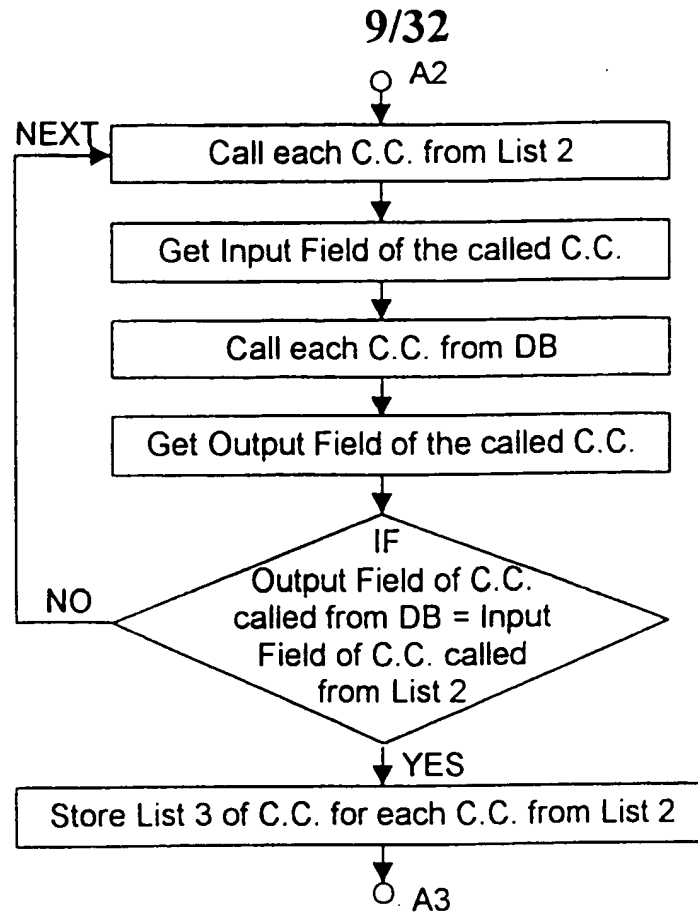 9/32
A2
NEXT
Call each C.C. from List 2
Get Input Field of the called C.C.
Call each C.C. from DB
Get Output Field of the called C.C.
IF
Output Field of C.C.
called from DB = Input
Field of C.C. called
from List 2
NO
YES
Store List 3 of C.C. for each C.C. from List 2
A3